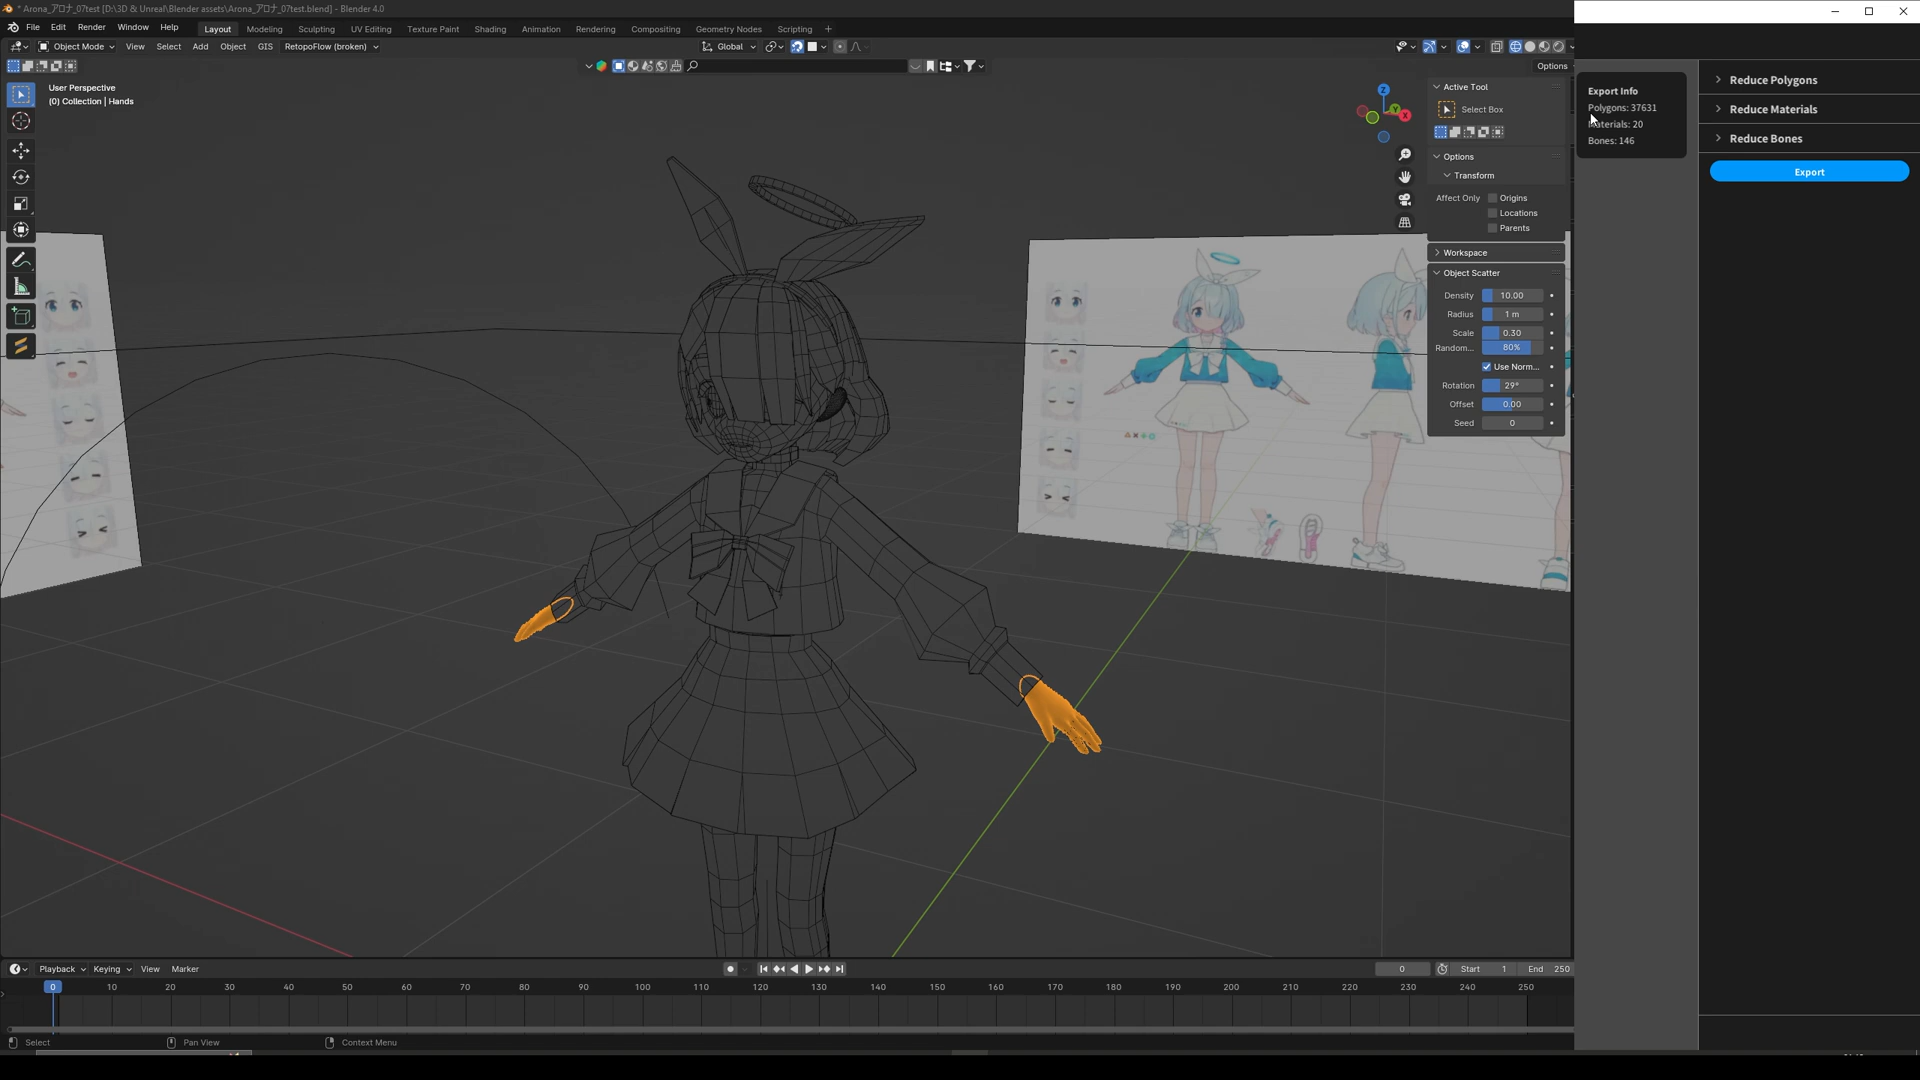 * Arona_アロナ_07test [D:\3D & Unreal\Blender assets\Arona_アロナ_07test.blend] - Blender 4.0
File Edit Render Window Help Layout Modeling Sculpting UV Editing Texture Paint Shading Animation Rendering Compositing Geometry Nodes Scripting +
Object Mode View Select Add Object GIS RetopoFlow (broken) Global
Options
User Perspective
(0) Collection | Hands
Z
Y
X
Active Tool
Select Box
Options
Transform
Affect Only Origins
Locations
Parents
Workspace
Object Scatter
Density 10.00
Radius 1 m
Scale 0.30
Random... 80%
Use Norm...
Rotation 29°
Offset 0.00
Seed 0
Export Info
Polygons: 37631
Materials: 20
Bones: 146
Reduce Polygons
Reduce Materials
Reduce Bones
Export
Playback Keying View Marker 0 Start 1 End 250
0 10 20 30 40 50 60 70 80 90 100 110 120 130 140 150 160 170 180 190 200 210 220 230 240 250
Select Pan View Context Menu